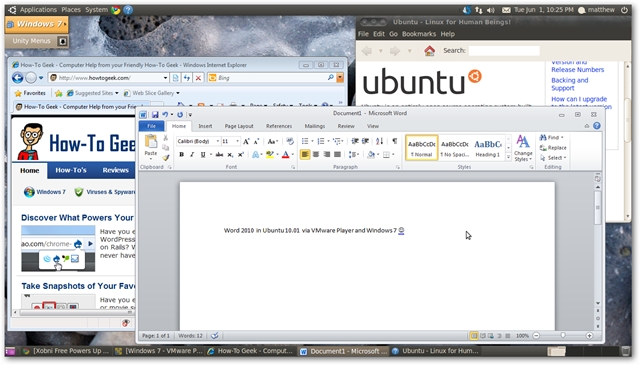 Applications Places System
Tue Jun 1, 10:25 PM matthew
Windows 7
Unity Menus
Ubuntu - Linux for Human Beings!
File Edit Go Bookmarks Help
Search:
ubuntu
Version and
Release Numbers
Backing and
Support
How can I upgrade
How-To Geek - Computer Help from your Friendly How-To Geek - Windows Internet Explorer
http://www.howtogeek.com/
Bing
Favorites Suggested Sites Web Slice Gallery
How-To Geek - Computer Help from your Frien...
How-To Geek
Home How-To's Reviews
Windows 7 Viruses & Spyware
Discover What Powers Your
Have you e
WordPress
on Rails? V
never have
ao.com/chrome-
Take Snapshots of Your Favo
Have you e
or movie s
Document1 - Microsoft Word
File Home Insert Page Layout References Mailings Review View
Paste
Calibri (Body) 11
AaBbCcDc AaBbCcDc AaBbC
¶ Normal ¶ No Spaci... Heading 1
Change
Styles
Find
Replace
Select
Clipboard Font Paragraph Styles Editing
Word 2010 in Ubuntu 10.01 via VMware Player and Windows 7 ☺
Page: 1 of 1 Words: 12 100%
[Xobni Free Powers Up ... [Windows 7 - VMware P... How-To Geek - Comput... Document1 - Microsoft ... Ubuntu - Linux for Hum...